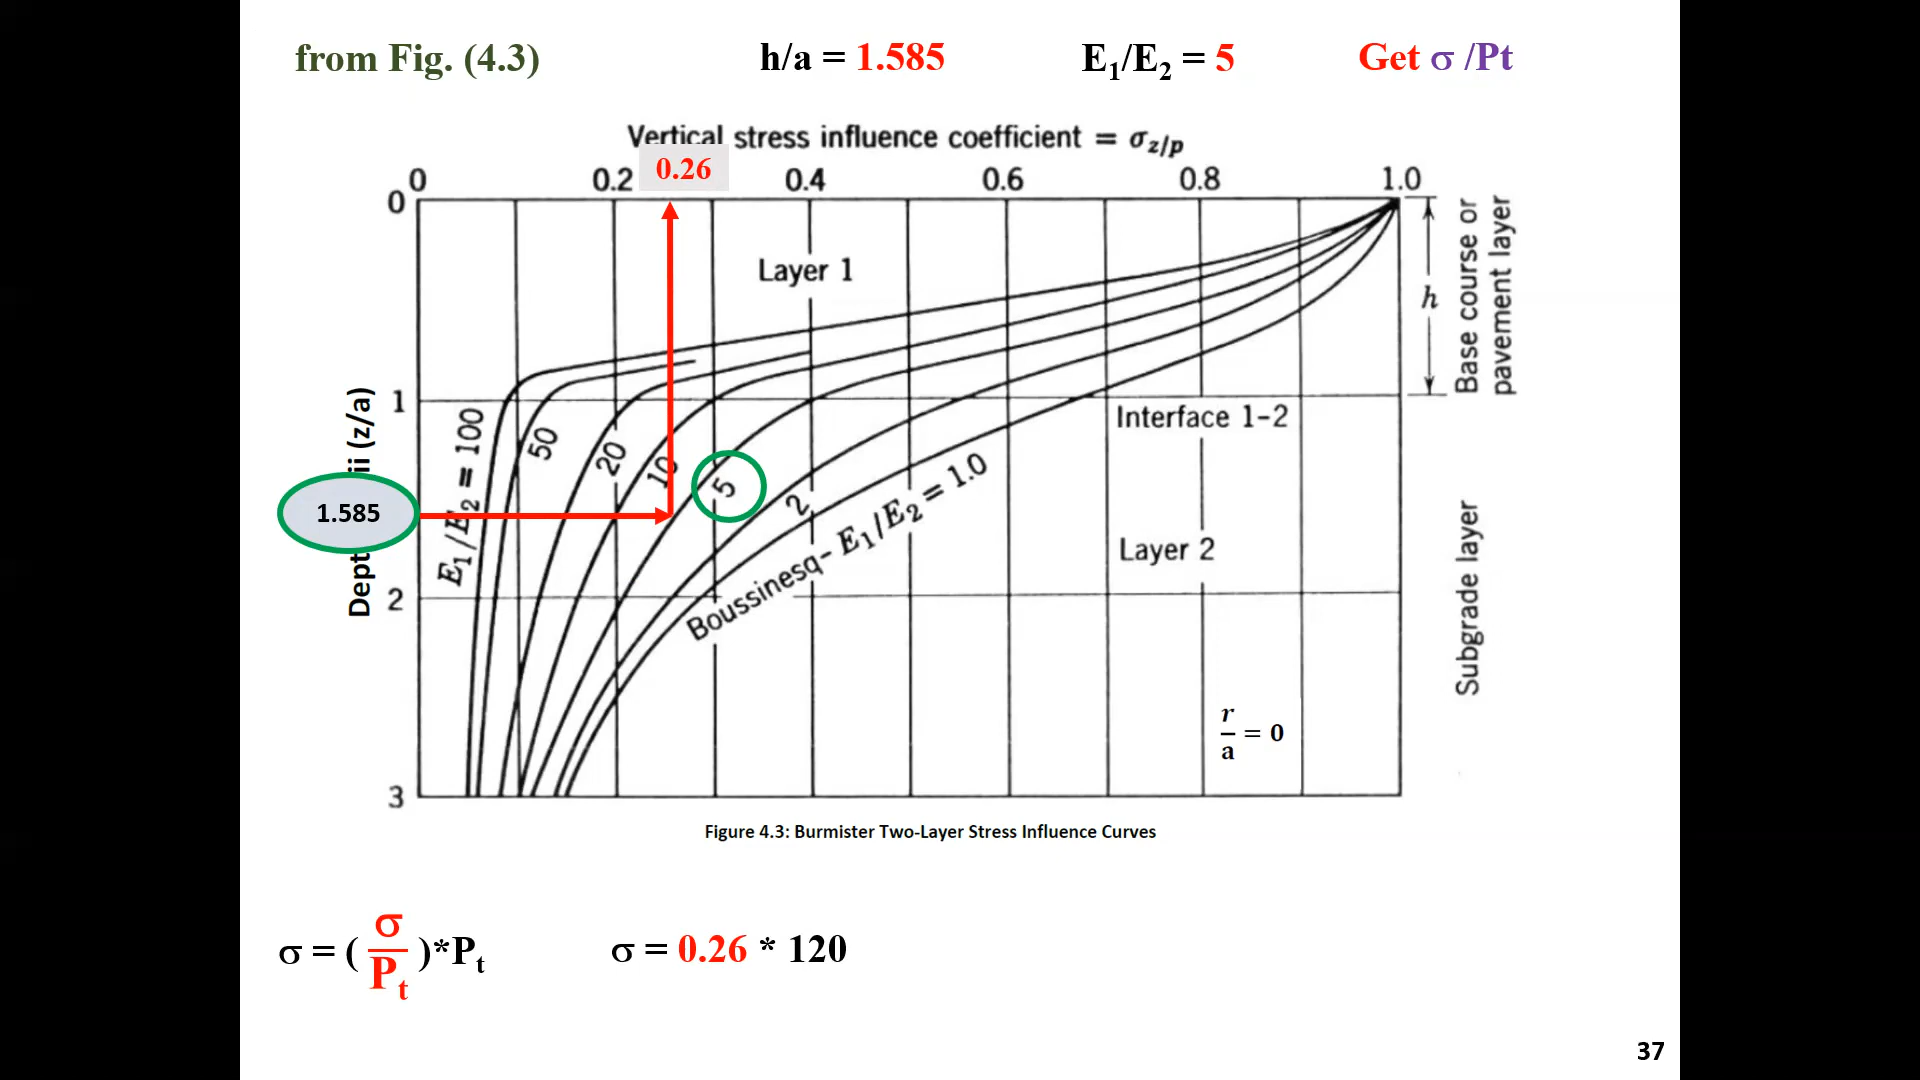 from Fig. (4.3) h/a = 1.585 E₁/E₂ = 5 Get σ /Pt
Vertical stress influence coefficient = σ z/p
0 0.2 0.26 0.4 0.6 0.8 1.0
0
1
2
3
Dept
ii (z/a)
1.585
Layer 1
h
Base course or
pavement layer
Interface 1-2
Layer 2
Subgrade layer
E₁/E₂ = 100
50
20
10
5
2
Boussinesq- E₁/E₂ = 1.0
r/a = 0
Figure 4.3: Burmister Two-Layer Stress Influence Curves
σ = ( σ/Pₜ )*Pₜ σ = 0.26 * 120
37